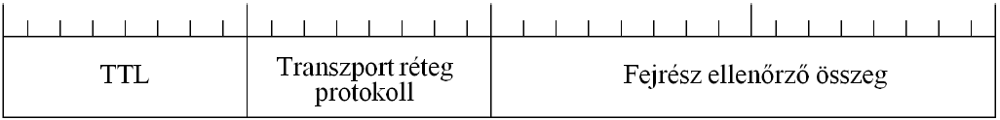 TTL
Transzport réteg
protokoll
Fejrész ellenőrző összeg